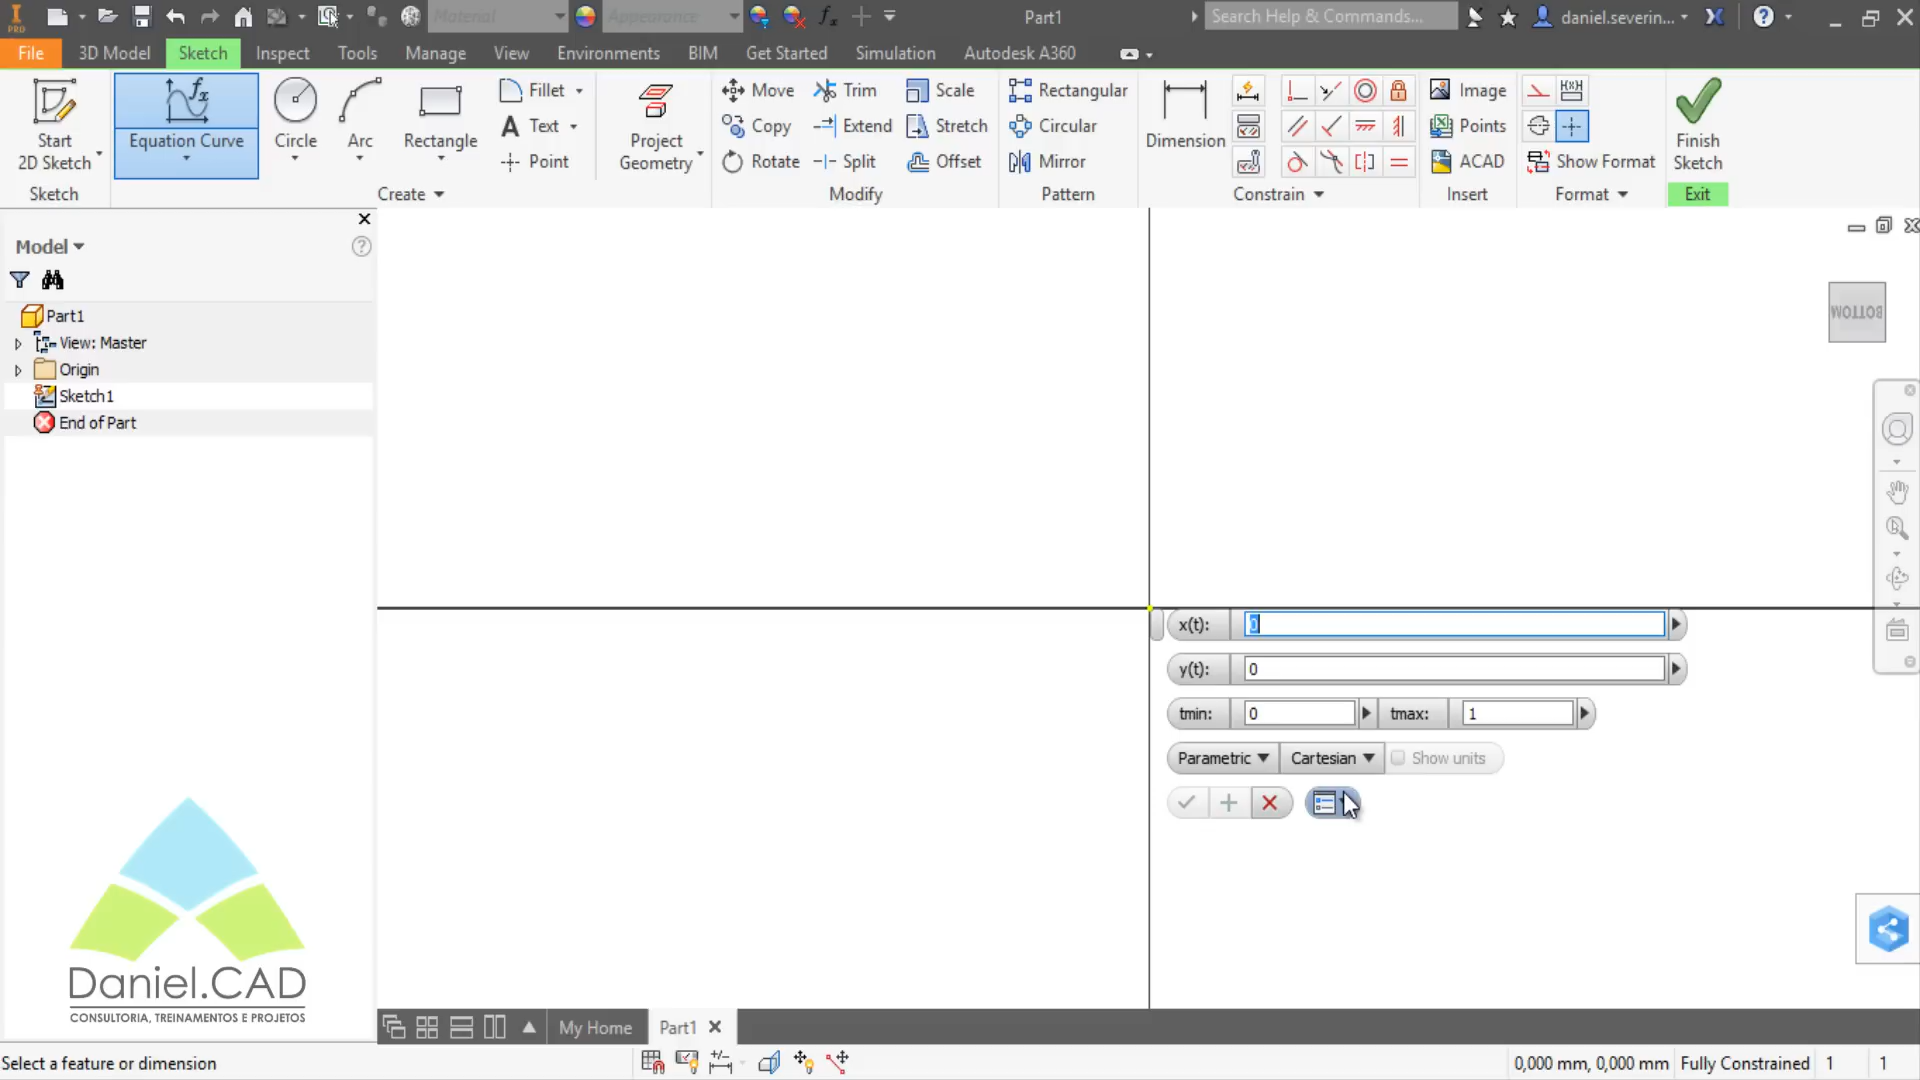 PRO
Material
Appearance
fx
Part1
Search Help & Commands...
daniel.severin...
File
3D Model
Sketch
Inspect
Tools
Manage
View
Environments
BIM
Get Started
Simulation
Autodesk A360
Start
2D Sketch
Equation Curve
Circle
Arc
Rectangle
Fillet
Text
Point
Project
Geometry
Move
Copy
Rotate
Trim
Extend
Split
Scale
Stretch
Offset
Rectangular
Circular
Mirror
Dimension
Image
Points
ACAD
Show Format
Finish
Sketch
Sketch
Create
Modify
Pattern
Constrain
Insert
Format
Exit
Model
Part1
View: Master
Origin
Sketch1
End of Part
BOTTOM
x(t):
0
y(t):
0
tmin:
0
tmax:
1
Parametric
Cartesian
Show units
Daniel.CAD
CONSULTORIA, TREINAMENTOS E PROJETOS
My Home
Part1
Select a feature or dimension
0,000 mm, 0,000 mm
Fully Constrained
1
1